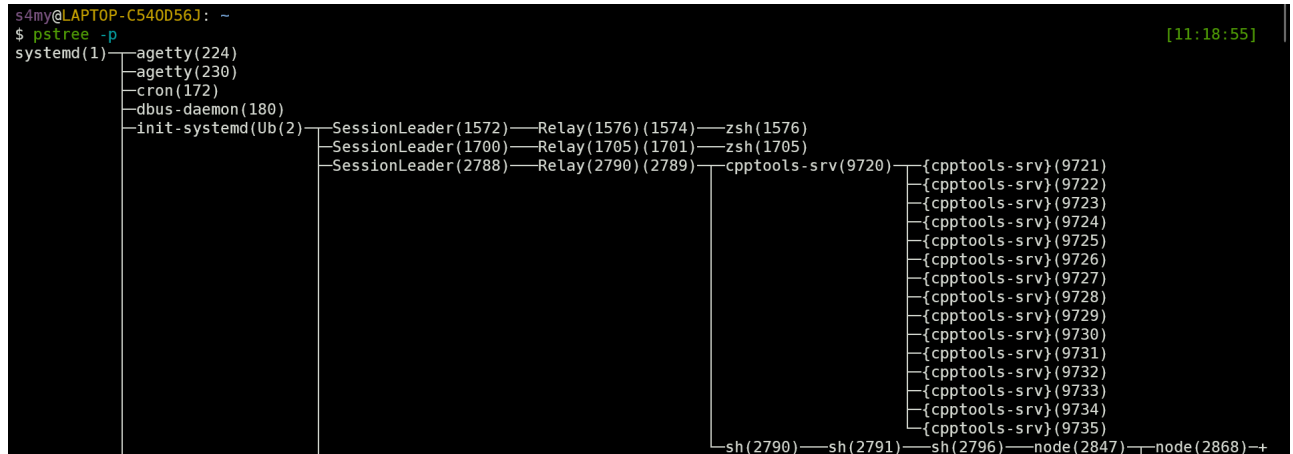 s4my@LAPTOP-C54OD56J: ~
$ pstree -p [11:18:55]
systemd(1)─┬─agetty(224)
├─agetty(230)
├─cron(172)
├─dbus-daemon(180)
├─init-systemd(Ub(2)─┬─SessionLeader(1572)───Relay(1576)(1574)───zsh(1576)
├─SessionLeader(1700)───Relay(1705)(1701)───zsh(1705)
├─SessionLeader(2788)───Relay(2790)(2789)─┬─cpptools-srv(9720)─┬─{cpptools-srv}(9721)
├─{cpptools-srv}(9722)
├─{cpptools-srv}(9723)
├─{cpptools-srv}(9724)
├─{cpptools-srv}(9725)
├─{cpptools-srv}(9726)
├─{cpptools-srv}(9727)
├─{cpptools-srv}(9728)
├─{cpptools-srv}(9729)
├─{cpptools-srv}(9730)
├─{cpptools-srv}(9731)
├─{cpptools-srv}(9732)
├─{cpptools-srv}(9733)
├─{cpptools-srv}(9734)
└─{cpptools-srv}(9735)
└─sh(2790)───sh(2791)───sh(2796)───node(2847)─┬─node(2868)─+